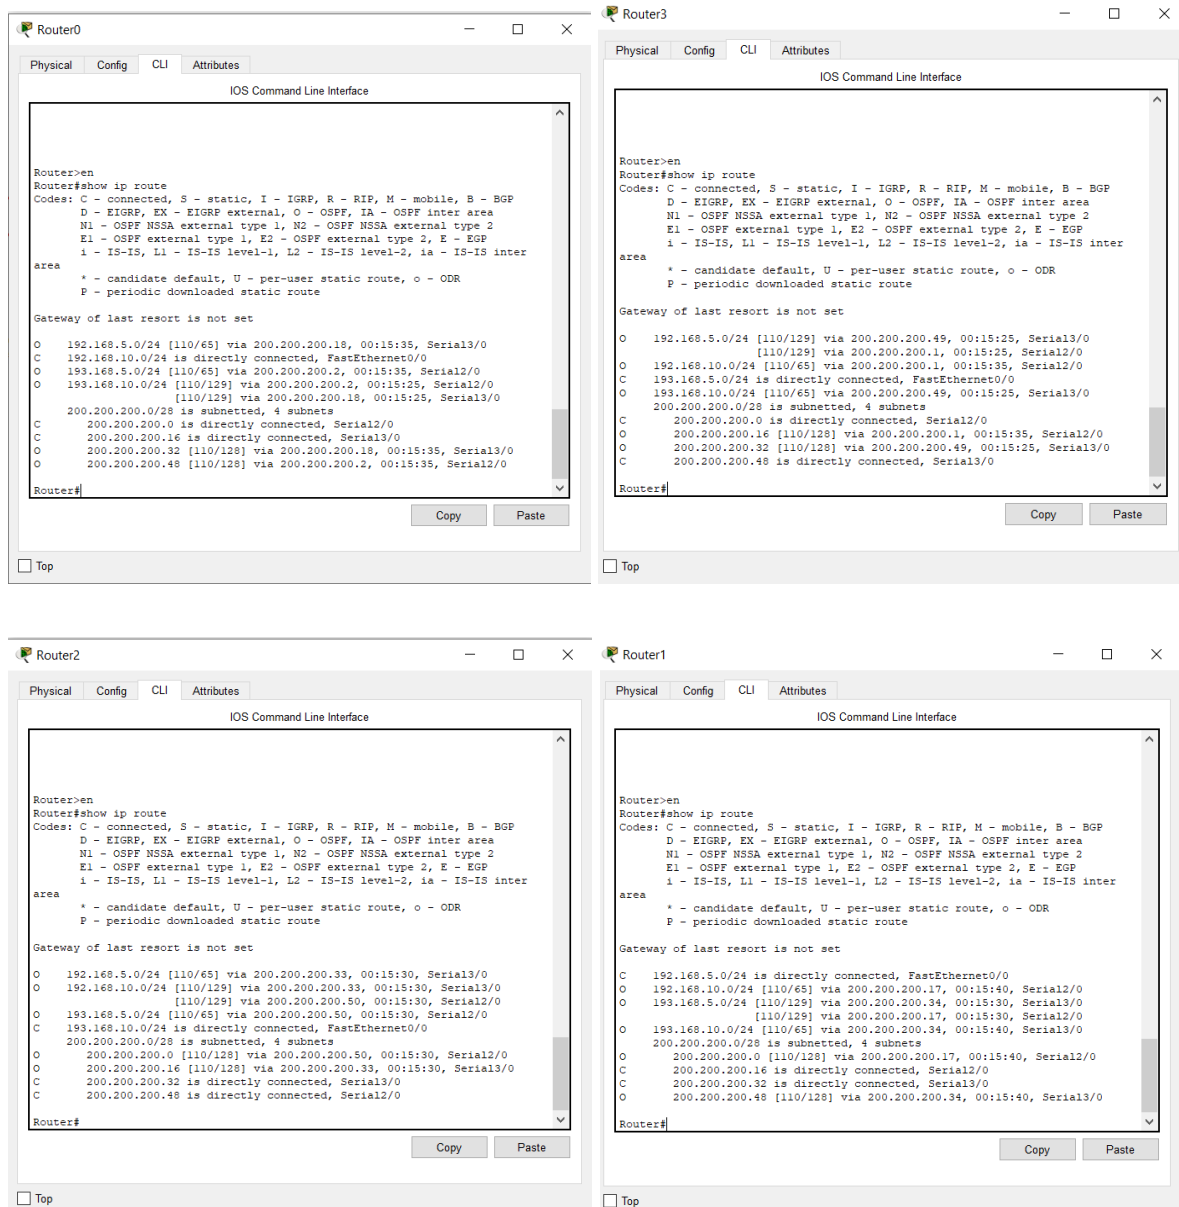 Router0
Physical Config CLI Attributes
IOS Command Line Interface
Router>en
Router#show ip route
Codes: C - connected, S - static, I - IGRP, R - RIP, M - mobile, B - BGP
D - EIGRP, EX - EIGRP external, O - OSPF, IA - OSPF inter area
N1 - OSPF NSSA external type 1, N2 - OSPF NSSA external type 2
E1 - OSPF external type 1, E2 - OSPF external type 2, E - EGP
i - IS-IS, L1 - IS-IS level-1, L2 - IS-IS level-2, ia - IS-IS inter
area
* - candidate default, U - per-user static route, o - ODR
P - periodic downloaded static route
Gateway of last resort is not set
O 192.168.5.0/24 [110/65] via 200.200.200.18, 00:15:35, Serial3/0
C 192.168.10.0/24 is directly connected, FastEthernet0/0
O 193.168.5.0/24 [110/65] via 200.200.200.2, 00:15:35, Serial2/0
O 193.168.10.0/24 [110/129] via 200.200.200.2, 00:15:25, Serial2/0
[110/129] via 200.200.200.18, 00:15:25, Serial3/0
200.200.200.0/28 is subnetted, 4 subnets
C 200.200.200.0 is directly connected, Serial2/0
C 200.200.200.16 is directly connected, Serial3/0
O 200.200.200.32 [110/128] via 200.200.200.18, 00:15:35, Serial3/0
O 200.200.200.48 [110/128] via 200.200.200.2, 00:15:35, Serial2/0
Router#
Copy Paste
Top
Router3
Physical Config CLI Attributes
IOS Command Line Interface
Router>en
Router#show ip route
Codes: C - connected, S - static, I - IGRP, R - RIP, M - mobile, B - BGP
D - EIGRP, EX - EIGRP external, O - OSPF, IA - OSPF inter area
N1 - OSPF NSSA external type 1, N2 - OSPF NSSA external type 2
E1 - OSPF external type 1, E2 - OSPF external type 2, E - EGP
i - IS-IS, L1 - IS-IS level-1, L2 - IS-IS level-2, ia - IS-IS inter
area
* - candidate default, U - per-user static route, o - ODR
P - periodic downloaded static route
Gateway of last resort is not set
O 192.168.5.0/24 [110/129] via 200.200.200.49, 00:15:25, Serial3/0
[110/129] via 200.200.200.1, 00:15:25, Serial2/0
O 192.168.10.0/24 [110/65] via 200.200.200.1, 00:15:35, Serial2/0
C 193.168.5.0/24 is directly connected, FastEthernet0/0
O 193.168.10.0/24 [110/65] via 200.200.200.49, 00:15:25, Serial3/0
200.200.200.0/28 is subnetted, 4 subnets
C 200.200.200.0 is directly connected, Serial2/0
O 200.200.200.16 [110/128] via 200.200.200.1, 00:15:35, Serial2/0
O 200.200.200.32 [110/128] via 200.200.200.49, 00:15:25, Serial3/0
C 200.200.200.48 is directly connected, Serial3/0
Router#
Copy Paste
Top
Router2
Physical Config CLI Attributes
IOS Command Line Interface
Router>en
Router#show ip route
Codes: C - connected, S - static, I - IGRP, R - RIP, M - mobile, B - BGP
D - EIGRP, EX - EIGRP external, O - OSPF, IA - OSPF inter area
N1 - OSPF NSSA external type 1, N2 - OSPF NSSA external type 2
E1 - OSPF external type 1, E2 - OSPF external type 2, E - EGP
i - IS-IS, L1 - IS-IS level-1, L2 - IS-IS level-2, ia - IS-IS inter
area
* - candidate default, U - per-user static route, o - ODR
P - periodic downloaded static route
Gateway of last resort is not set
O 192.168.5.0/24 [110/65] via 200.200.200.33, 00:15:30, Serial3/0
O 192.168.10.0/24 [110/129] via 200.200.200.33, 00:15:30, Serial3/0
[110/129] via 200.200.200.50, 00:15:30, Serial2/0
O 193.168.5.0/24 [110/65] via 200.200.200.50, 00:15:30, Serial2/0
C 193.168.10.0/24 is directly connected, FastEthernet0/0
200.200.200.0/28 is subnetted, 4 subnets
O 200.200.200.0 [110/128] via 200.200.200.50, 00:15:30, Serial2/0
O 200.200.200.16 [110/128] via 200.200.200.33, 00:15:30, Serial3/0
C 200.200.200.32 is directly connected, Serial3/0
C 200.200.200.48 is directly connected, Serial2/0
Router#
Copy Paste
Top
Router1
Physical Config CLI Attributes
IOS Command Line Interface
Router>en
Router#show ip route
Codes: C - connected, S - static, I - IGRP, R - RIP, M - mobile, B - BGP
D - EIGRP, EX - EIGRP external, O - OSPF, IA - OSPF inter area
N1 - OSPF NSSA external type 1, N2 - OSPF NSSA external type 2
E1 - OSPF external type 1, E2 - OSPF external type 2, E - EGP
i - IS-IS, L1 - IS-IS level-1, L2 - IS-IS level-2, ia - IS-IS inter
area
* - candidate default, U - per-user static route, o - ODR
P - periodic downloaded static route
Gateway of last resort is not set
C 192.168.5.0/24 is directly connected, FastEthernet0/0
O 192.168.10.0/24 [110/65] via 200.200.200.17, 00:15:40, Serial2/0
O 193.168.5.0/24 [110/129] via 200.200.200.34, 00:15:30, Serial3/0
[110/129] via 200.200.200.17, 00:15:30, Serial2/0
O 193.168.10.0/24 [110/65] via 200.200.200.34, 00:15:40, Serial3/0
200.200.200.0/28 is subnetted, 4 subnets
O 200.200.200.0 [110/128] via 200.200.200.17, 00:15:40, Serial2/0
C 200.200.200.16 is directly connected, Serial2/0
C 200.200.200.32 is directly connected, Serial3/0
O 200.200.200.48 [110/128] via 200.200.200.34, 00:15:40, Serial3/0
Router#
Copy Paste
Top